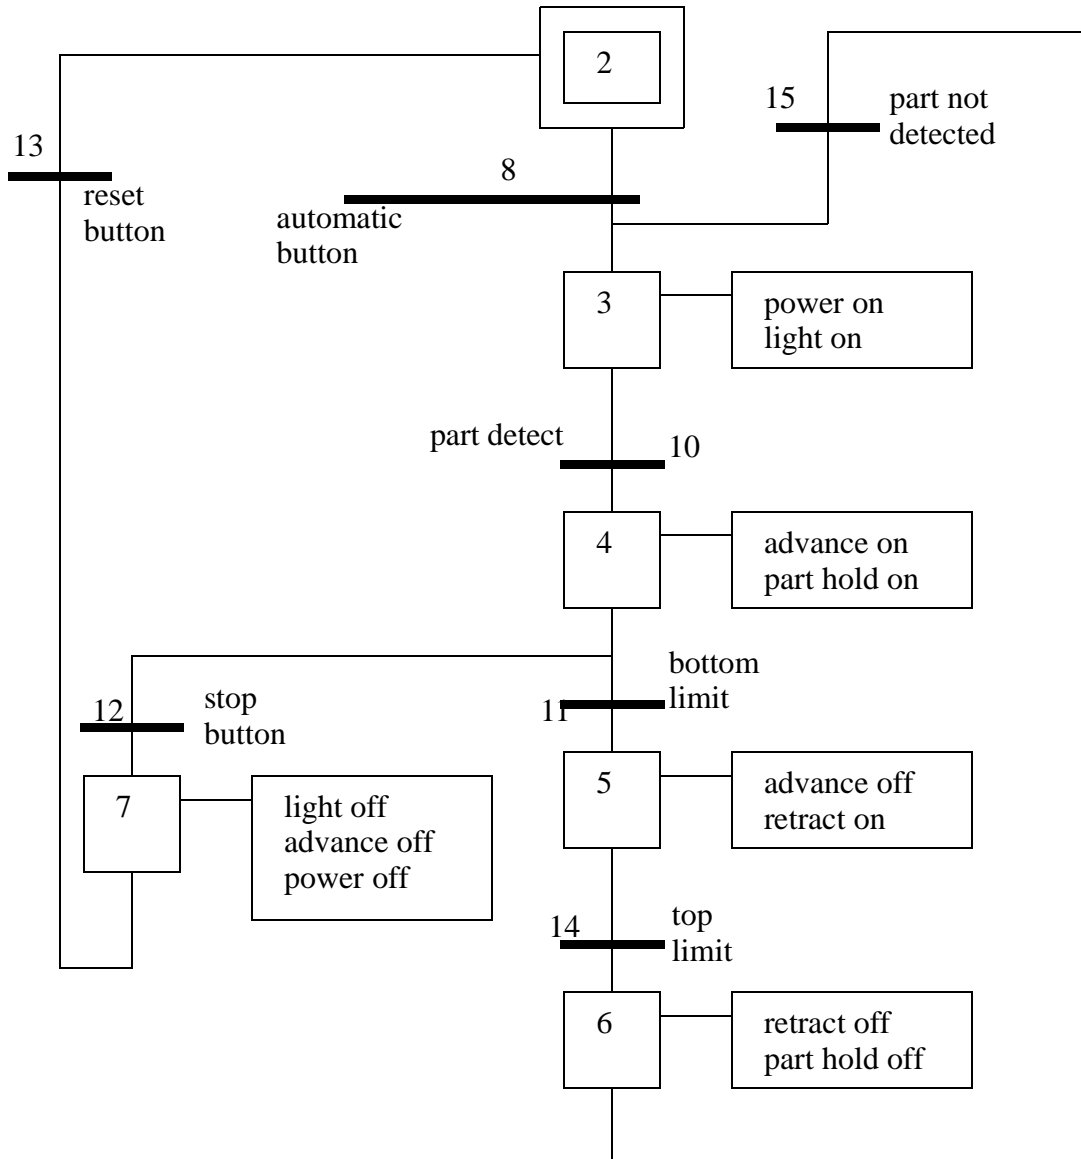 2
15
part not
detected
13
reset
button
8
automatic
button
3
power on
light on
part detect
10
4
advance on
part hold on
bottom
limit
11
12
stop
button
5
advance off
retract on
7
light off
advance off
power off
14
top
limit
6
retract off
part hold off